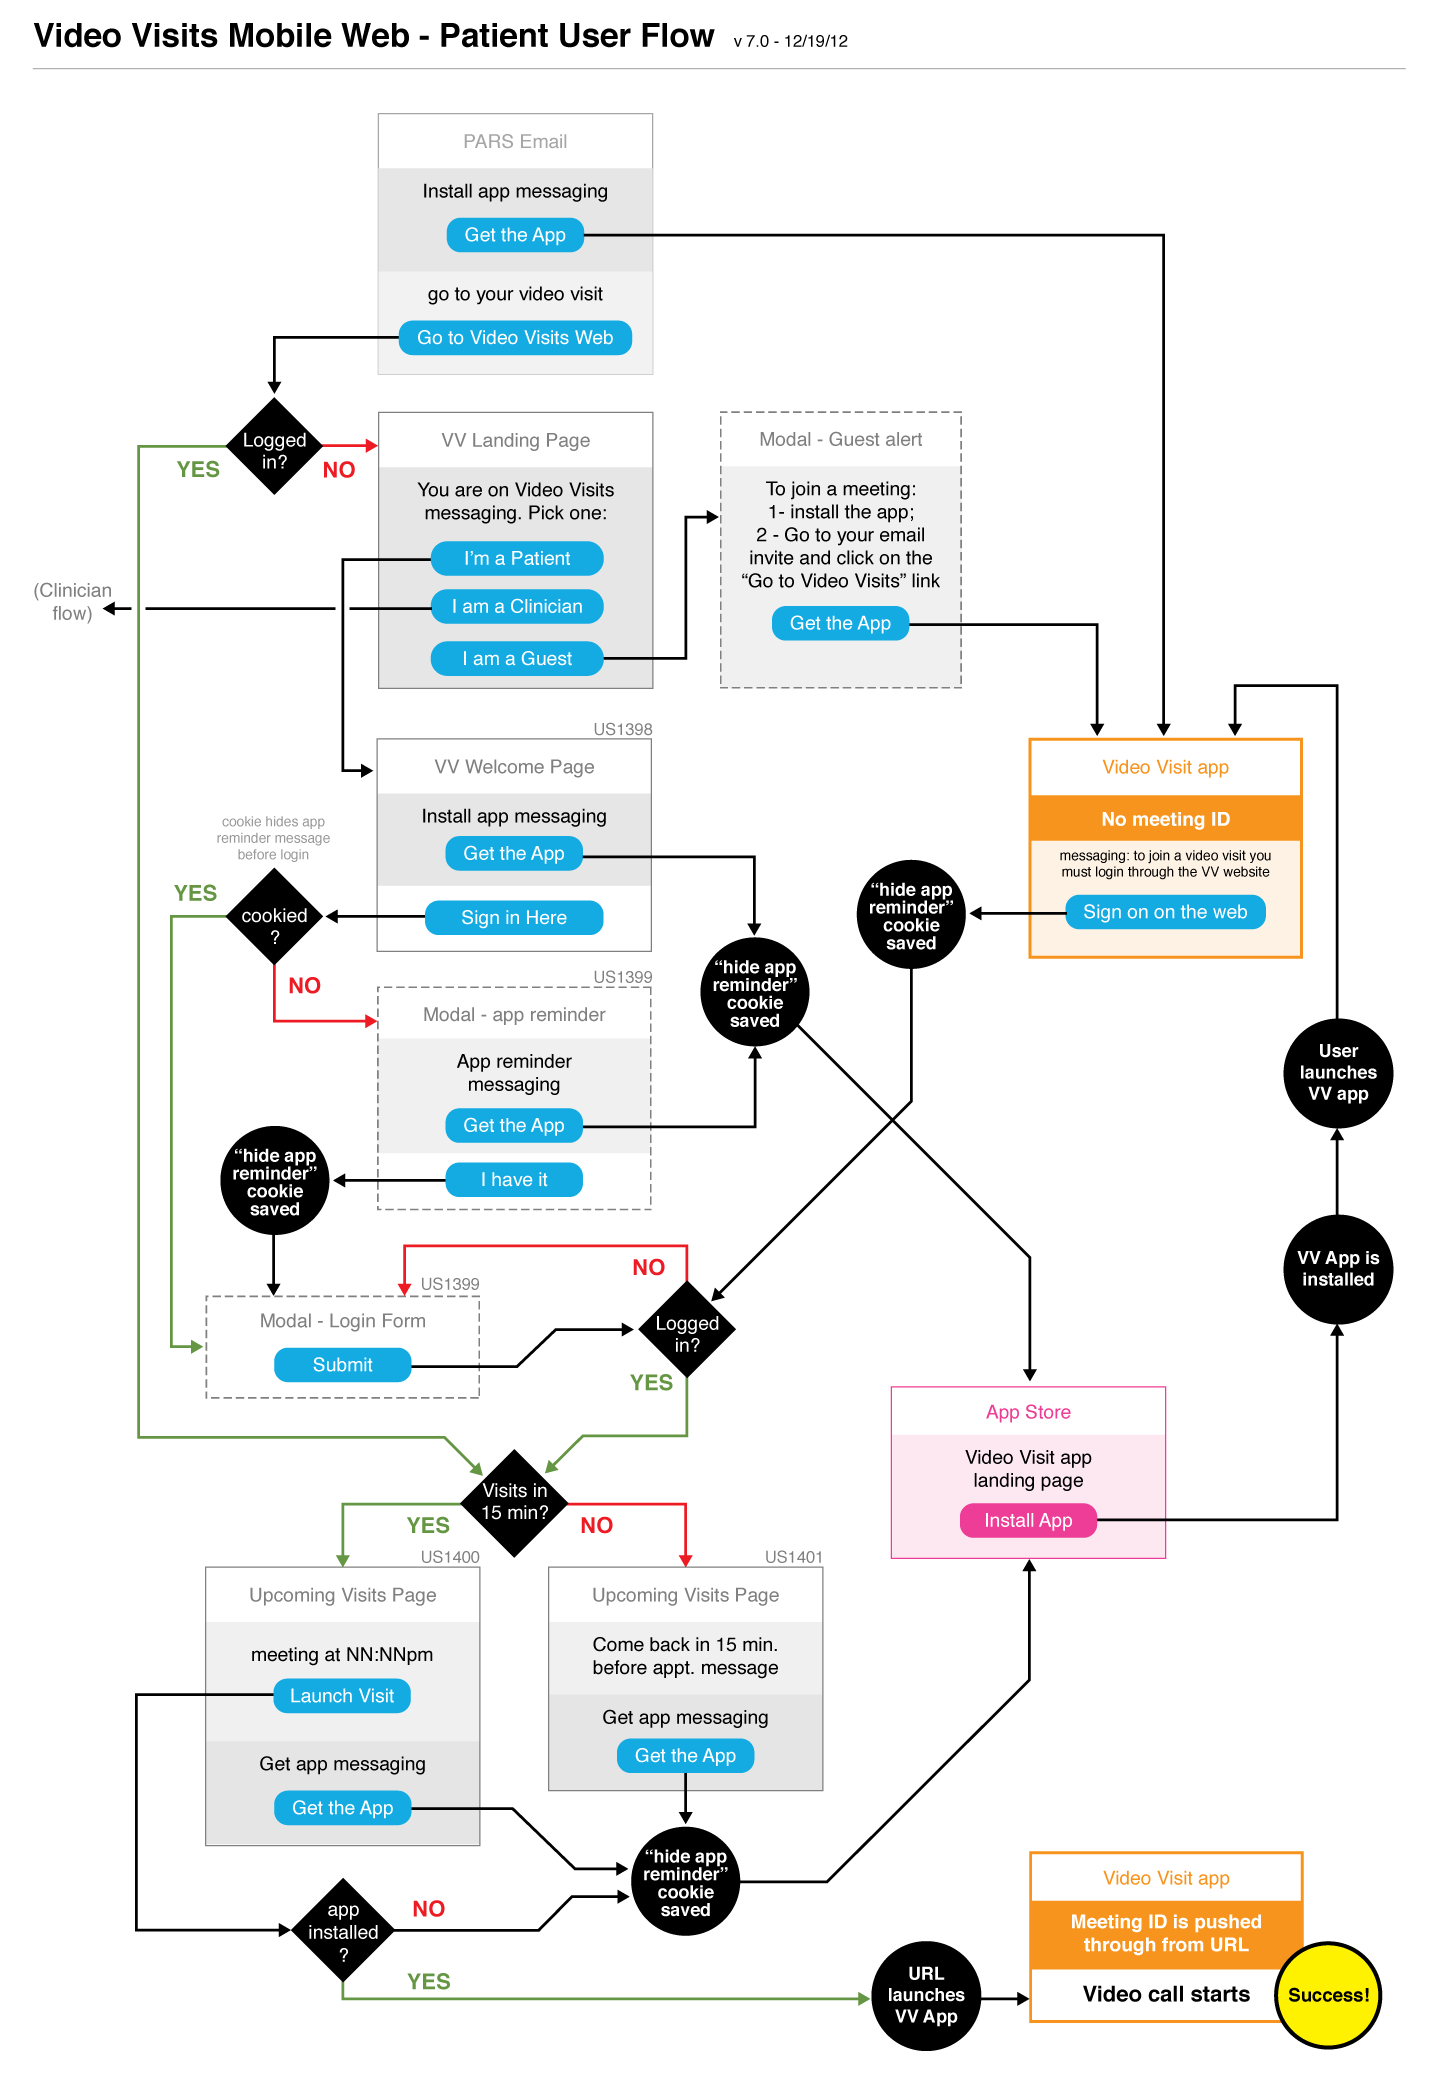 Video Visits Mobile Web - Patient User Flow v 7.0 - 12/19/12
PARS Email
Install app messaging
Get the App
go to your video visit
Go to Video Visits Web
Logged
in?
YES
NO
VV Landing Page
You are on Video Visits
messaging. Pick one:
I'm a Patient
I am a Clinician
I am a Guest
(Clinician
flow)
Modal - Guest alert
To join a meeting:
1- install the app;
2 - Go to your email
invite and click on the
“Go to Video Visits” link
Get the App
US1398
VV Welcome Page
Install app messaging
Get the App
Sign in Here
cookie hides app
reminder message
before login
YES
cookied
?
NO
“hide app
reminder”
cookie
saved
Video Visit app
No meeting ID
messaging: to join a video visit you
must login through the VV website
Sign on on the web
“hide app
reminder”
cookie
saved
US1399
Modal - app reminder
App reminder
messaging
Get the App
I have it
“hide app
reminder”
cookie
saved
User
launches
VV app
VV App is
installed
NO
US1399
Modal - Login Form
Submit
Logged
in?
YES
App Store
Video Visit app
landing page
Install App
Visits in
15 min?
YES
NO
US1400
Upcoming Visits Page
meeting at NN:NNpm
Launch Visit
Get app messaging
Get the App
US1401
Upcoming Visits Page
Come back in 15 min.
before appt. message
Get app messaging
Get the App
“hide app
reminder”
cookie
saved
app
installed
?
NO
YES
URL
launches
VV App
Video Visit app
Meeting ID is pushed
through from URL
Video call starts
Success!